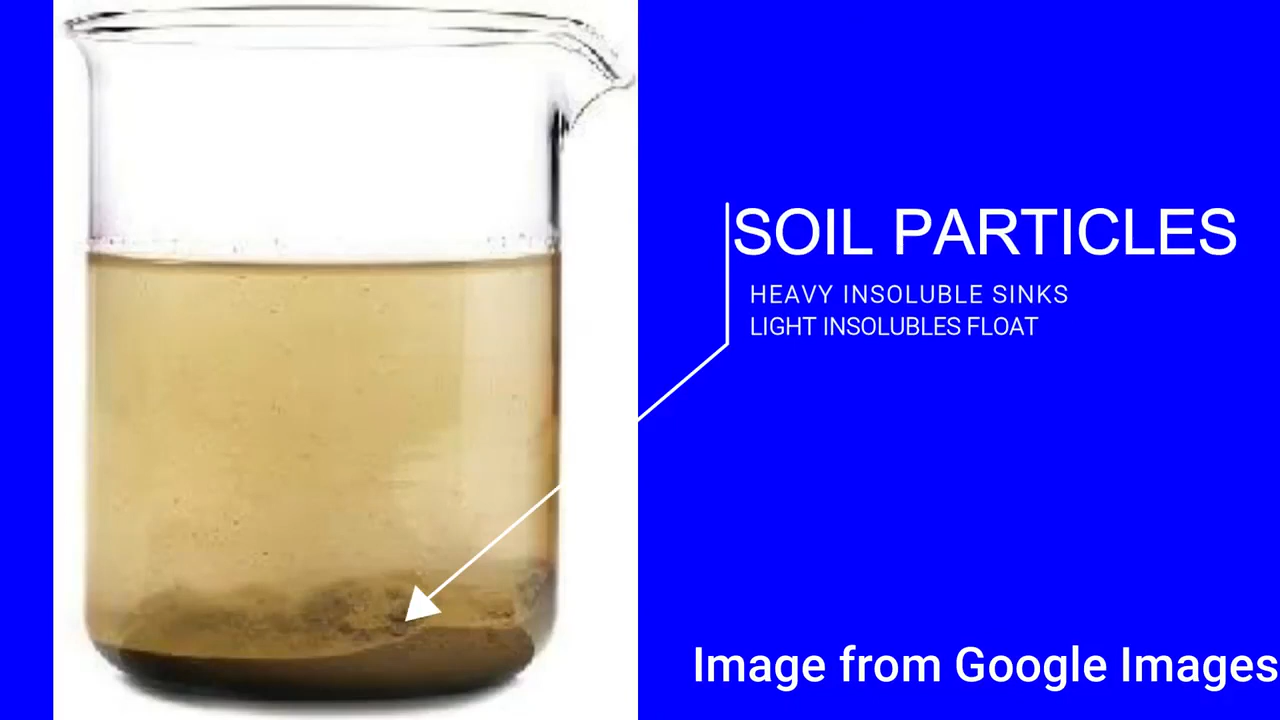 SOIL PARTICLES
HEAVY INSOLUBLE SINKS
LIGHT INSOLUBLES FLOAT
Image from Google Images